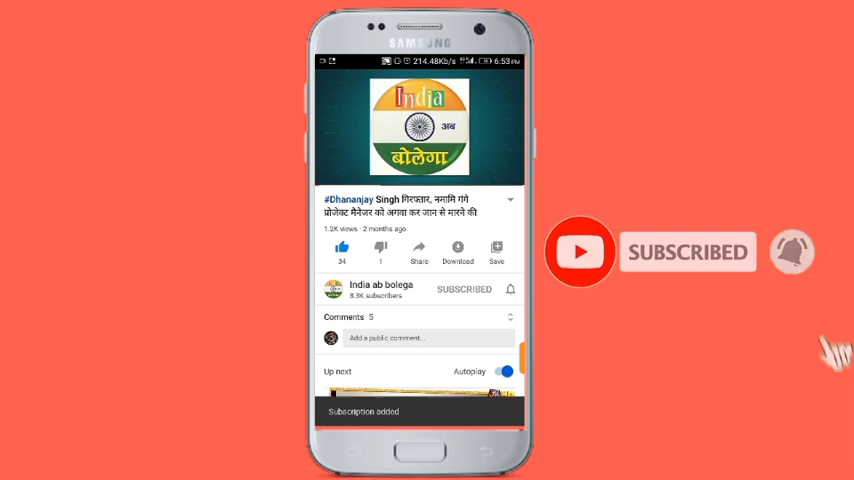 SAMSUNG
214.48Kb/s 6:53PM
India
अब
बोलेगा
#Dhananjay Singh गिरफ्तार, नमामि गंगे
प्रोजेक्ट मैनेजर को अगवा कर जान से मारने की
1.2K views · 2 months ago
34 1 Share Download Save
India ab bolega
8.3K subscribers
SUBSCRIBED
Comments 5
Add a public comment...
Up next Autoplay
Subscription added
SUBSCRIBED